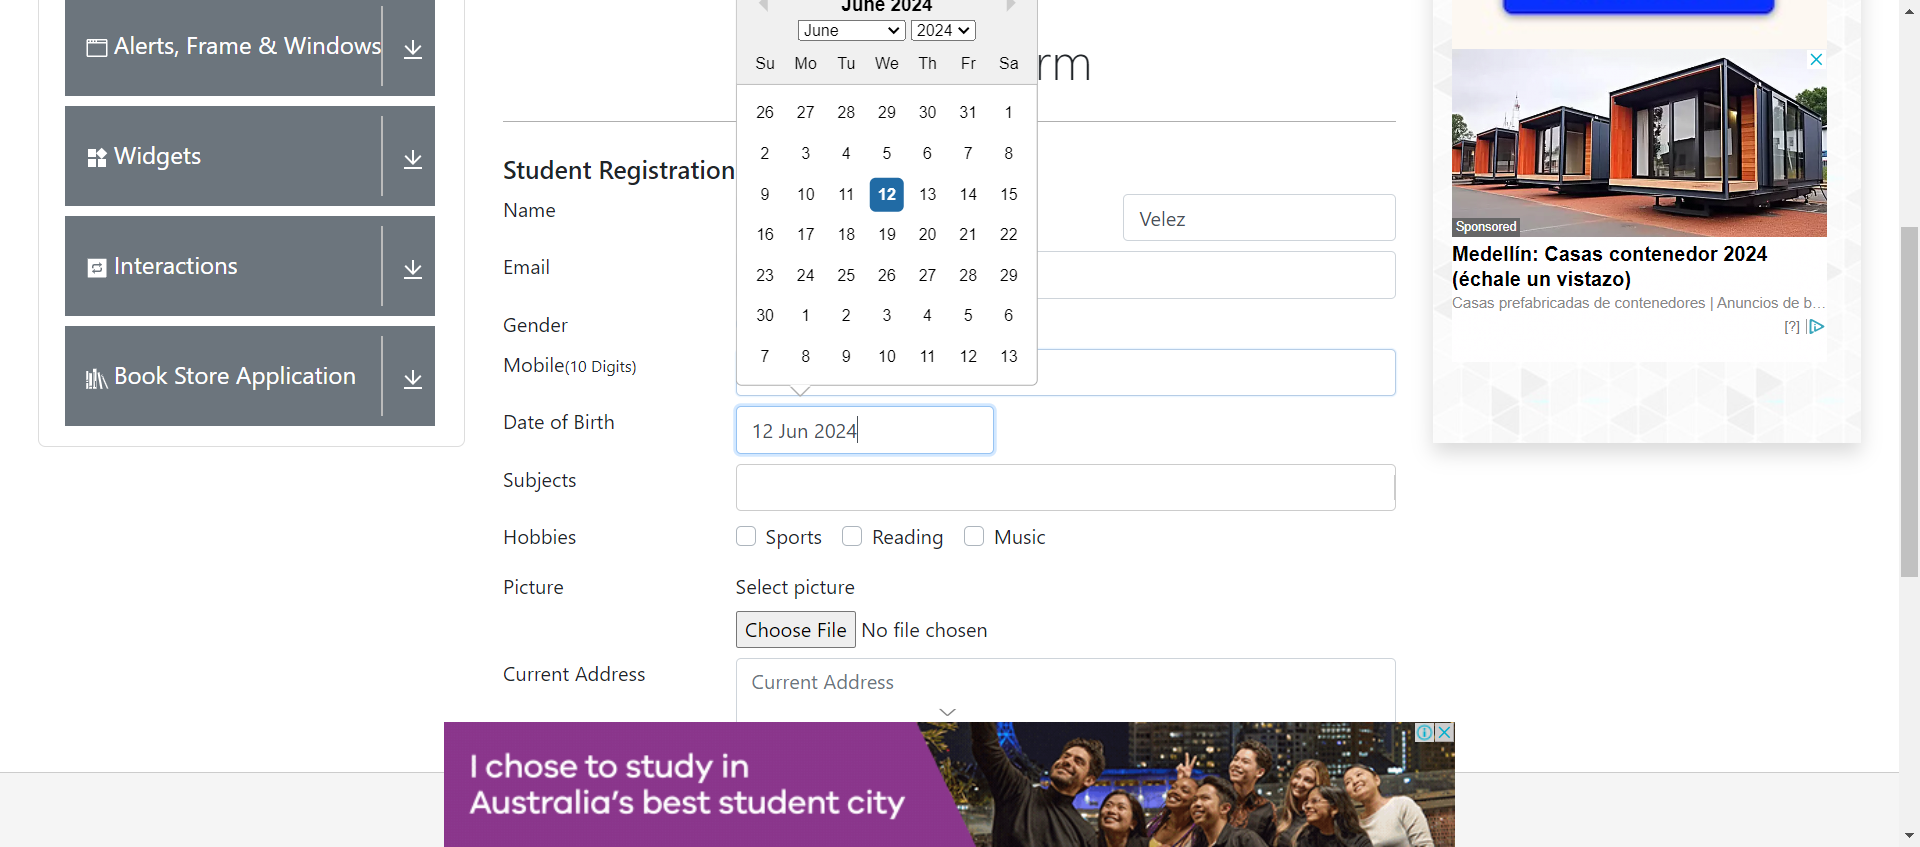 Alerts, Frame & Windows
Widgets
Interactions
Book Store Application
June 2024
June
2024
Su Mo Tu We Th Fr Sa
26 27 28 29 30 31 1
2 3 4 5 6 7 8
9 10 11 12 13 14 15
16 17 18 19 20 21 22
23 24 25 26 27 28 29
30 1 2 3 4 5 6
7 8 9 10 11 12 13
rm
Student Registration
Name
Velez
Email
Gender
Mobile(10 Digits)
Date of Birth
12 Jun 2024
Subjects
Hobbies
Sports Reading Music
Picture
Select picture
Choose File No file chosen
Current Address
Current Address
Sponsored
Medellín: Casas contenedor 2024
(échale un vistazo)
Casas prefabricadas de contenedores | Anuncios de b...
[?]
I chose to study in
Australia's best student city